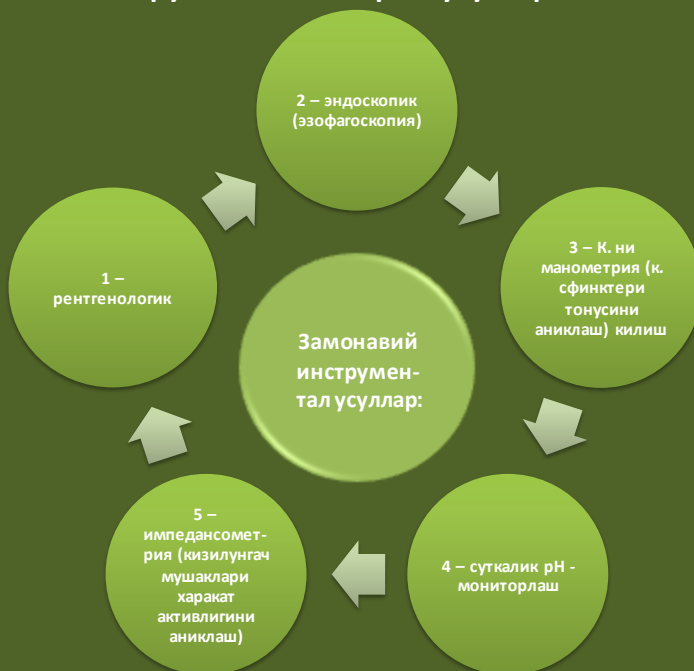 2 – эндоскопик
(эзофагоскопия)
3 – К. ни
манометрия (к.
сфинктери
тонусини
аниклаш) килиш
1 –
рентгенологик
Замонавий
инструмен-
тал усуллар:
5 –
импедансомет-
рия (кизилунгач
мушаклари
харакат
активлигини
аниклаш)
4 – суткалик рН -
мониторлаш